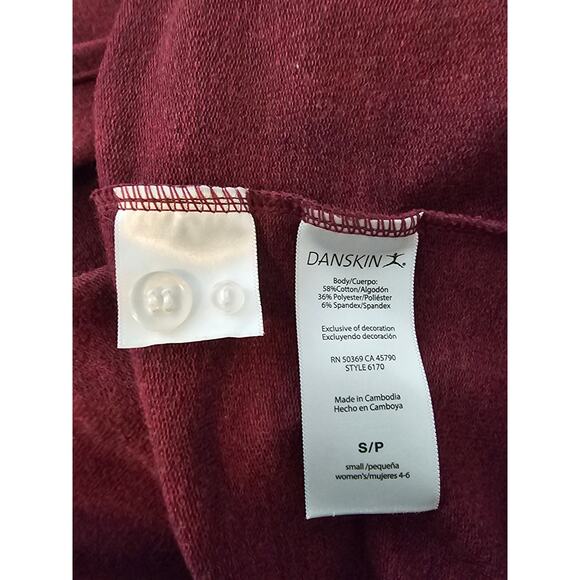 DANSKIN
Body/Cuerpo:
58%Cotton/Algodón
36% Polyester/Poliéster
6% Spandex/Spandex
Exclusive of decoration
Excluyendo decoración
RN 50369 CA 45790
STYLE 6170
Made in Cambodia
Hecho en Camboya
S/P
small /pequeña
women's/mujeres 4-6